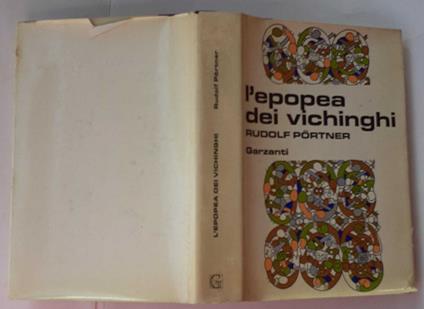 l'epopea
dei vichinghi
RUDOLF PÖRTNER
Garzanti
L'EPOPEA DEI VICHINGHI Rudolf Pörtner